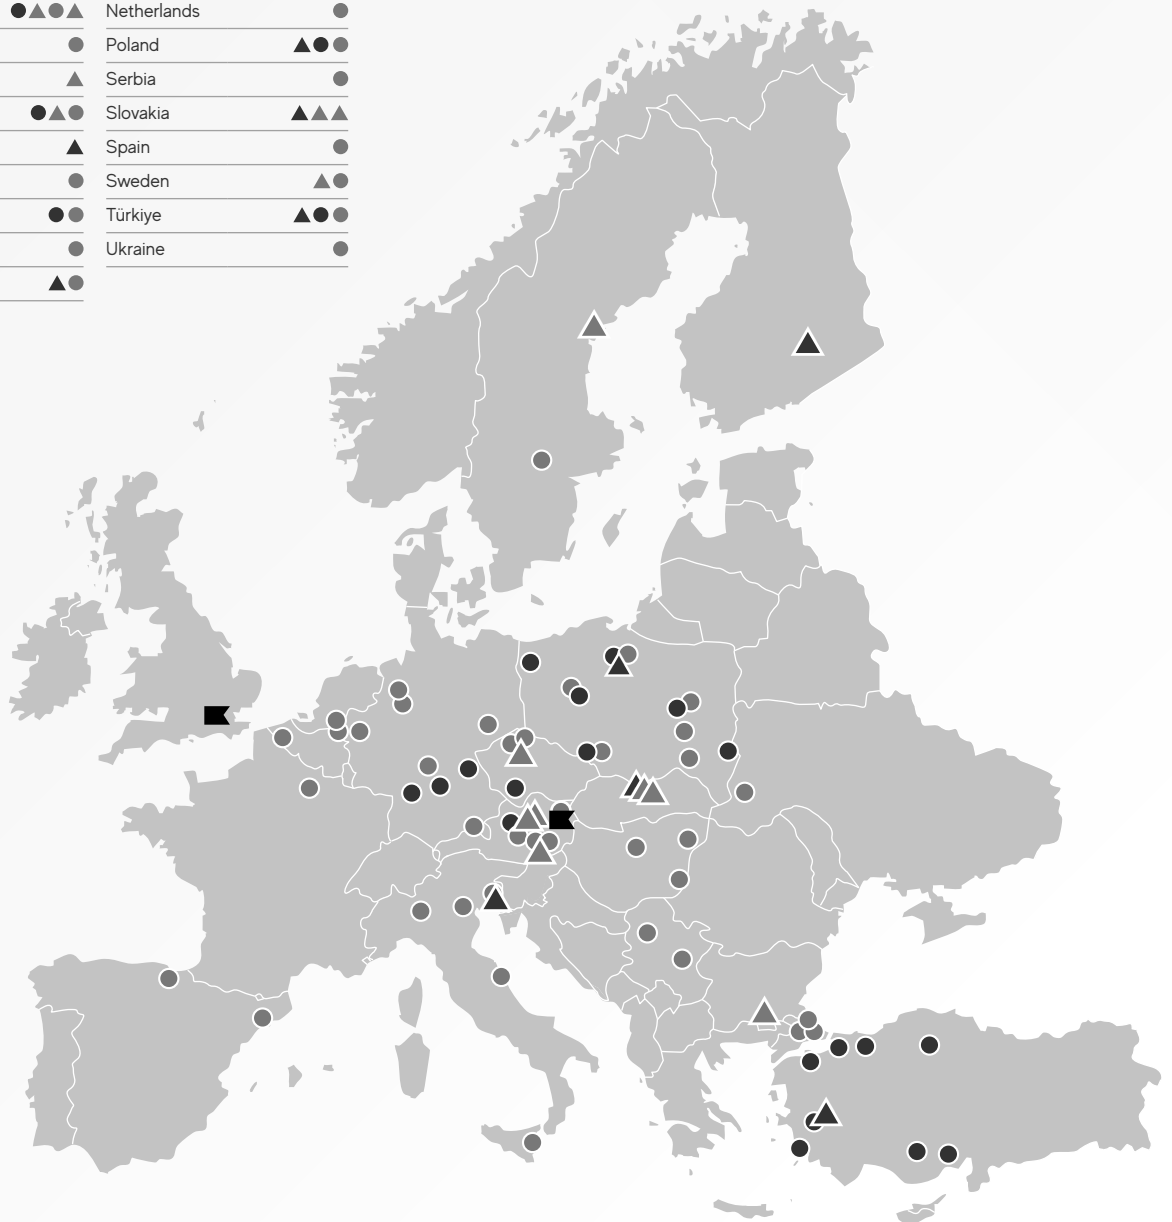 Netherlands
Poland
Serbia
Slovakia
Spain
Sweden
Türkiye
Ukraine